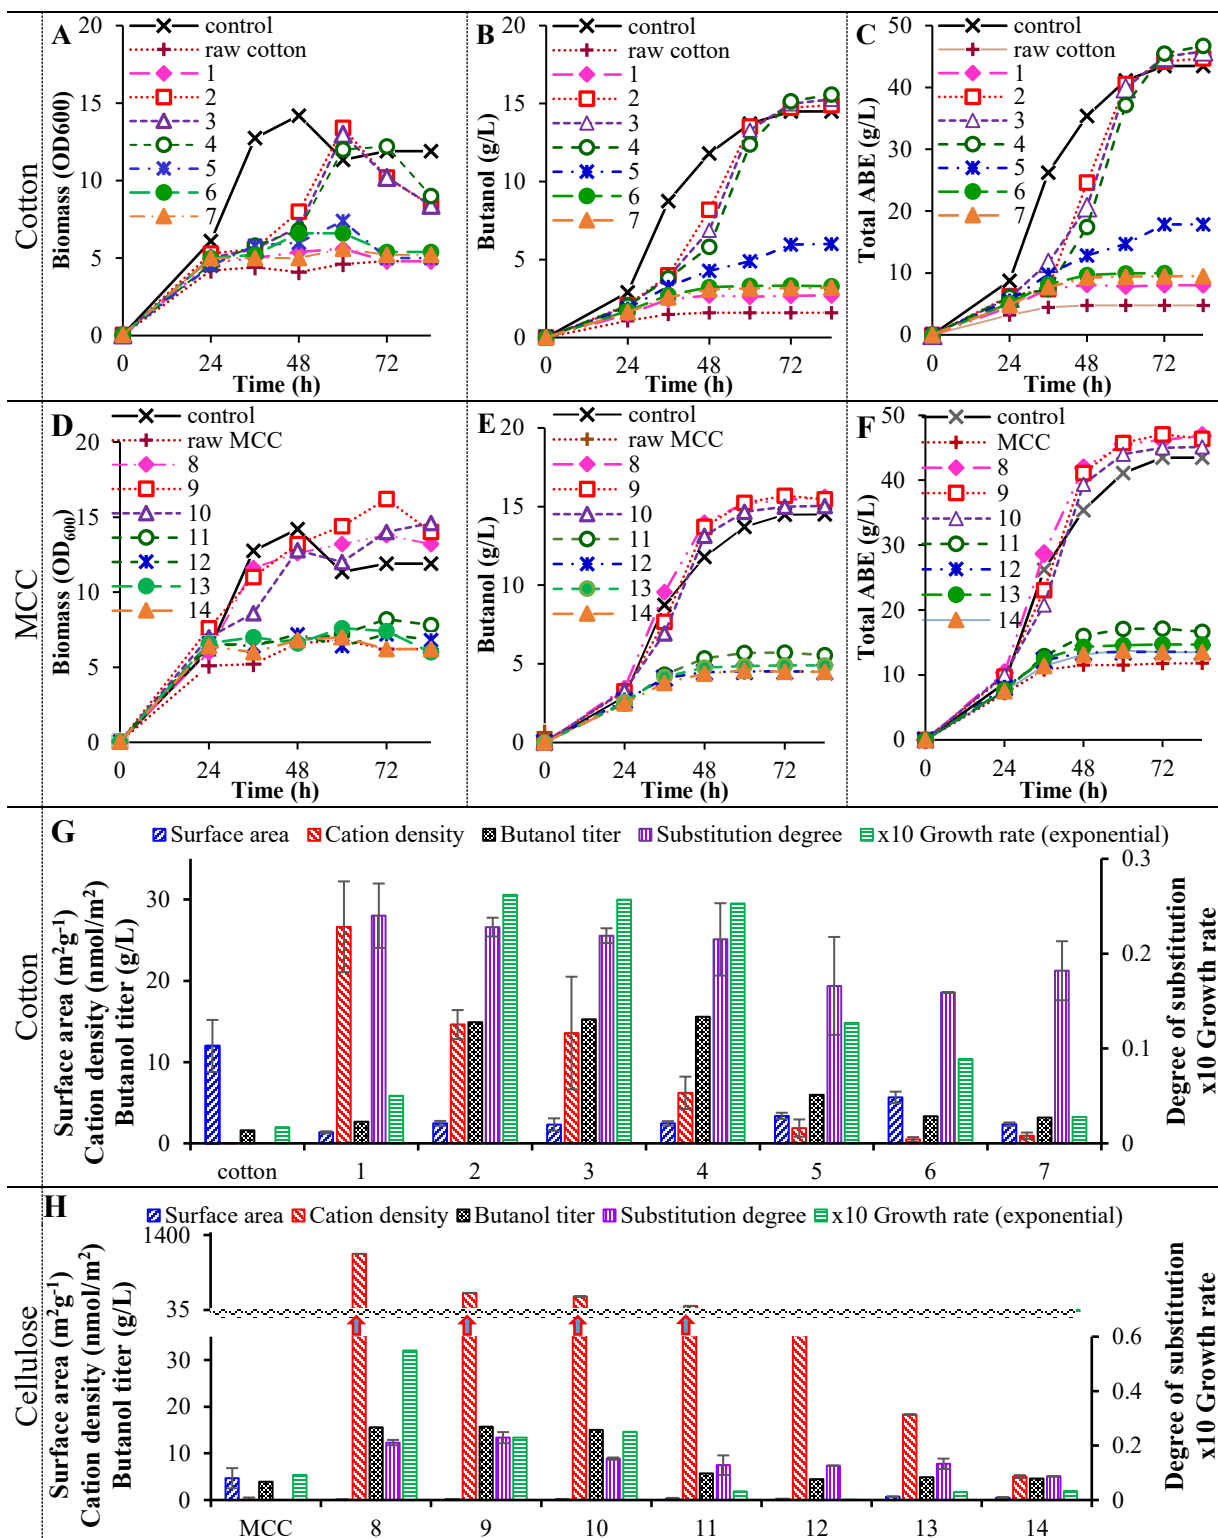 Cotton
A
Biomass (OD600)
20
15
10
5
0
control
raw cotton
1
2
3
4
5
6
7
0 24 48 72
Time (h)
B
Butanol (g/L)
20
15
10
5
0
control
raw cotton
1
2
3
4
5
6
7
0 24 48 72
Time (h)
C
Total ABE (g/L)
50
40
30
20
10
0
control
raw cotton
1
2
3
4
5
6
7
0 24 48 72
Time (h)
MCC
D
Biomass (OD600)
20
15
10
5
0
control
raw MCC
8
9
10
11
12
13
14
0 24 48 72
Time (h)
E
Butanol (g/L)
20
15
10
5
0
control
raw MCC
8
9
10
11
12
13
14
0 24 48 72
Time (h)
F
Total ABE (g/L)
50
40
30
20
10
0
control
MCC
8
9
10
11
12
13
14
0 24 48 72
Time (h)
Cotton
G
Surface area Cation density Butanol titer Substitution degree x10 Growth rate (exponential)
Surface area (m²g⁻¹)
Cation density (nmol/m²)
Butanol titer (g/L)
30
20
10
0
0.3
0.2
0.1
0
Degree of substitution
x10 Growth rate
cotton 1 2 3 4 5 6 7
Cellulose
H
Surface area Cation density Butanol titer Substitution degree x10 Growth rate (exponential)
Surface area (m²g⁻¹)
Cation density (nmol/m²)
Butanol titer (g/L)
1400
35
30
20
10
0
0.6
0.4
0.2
0
Degree of substitution
x10 Growth rate
MCC 8 9 10 11 12 13 14